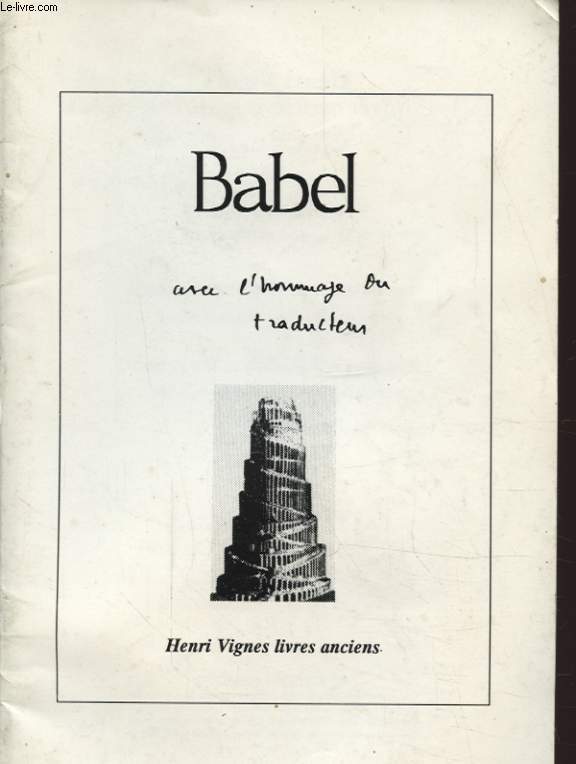 Le-livre.com
Babel
avec l'hommage du
traducteur
Henri Vignes livres anciens